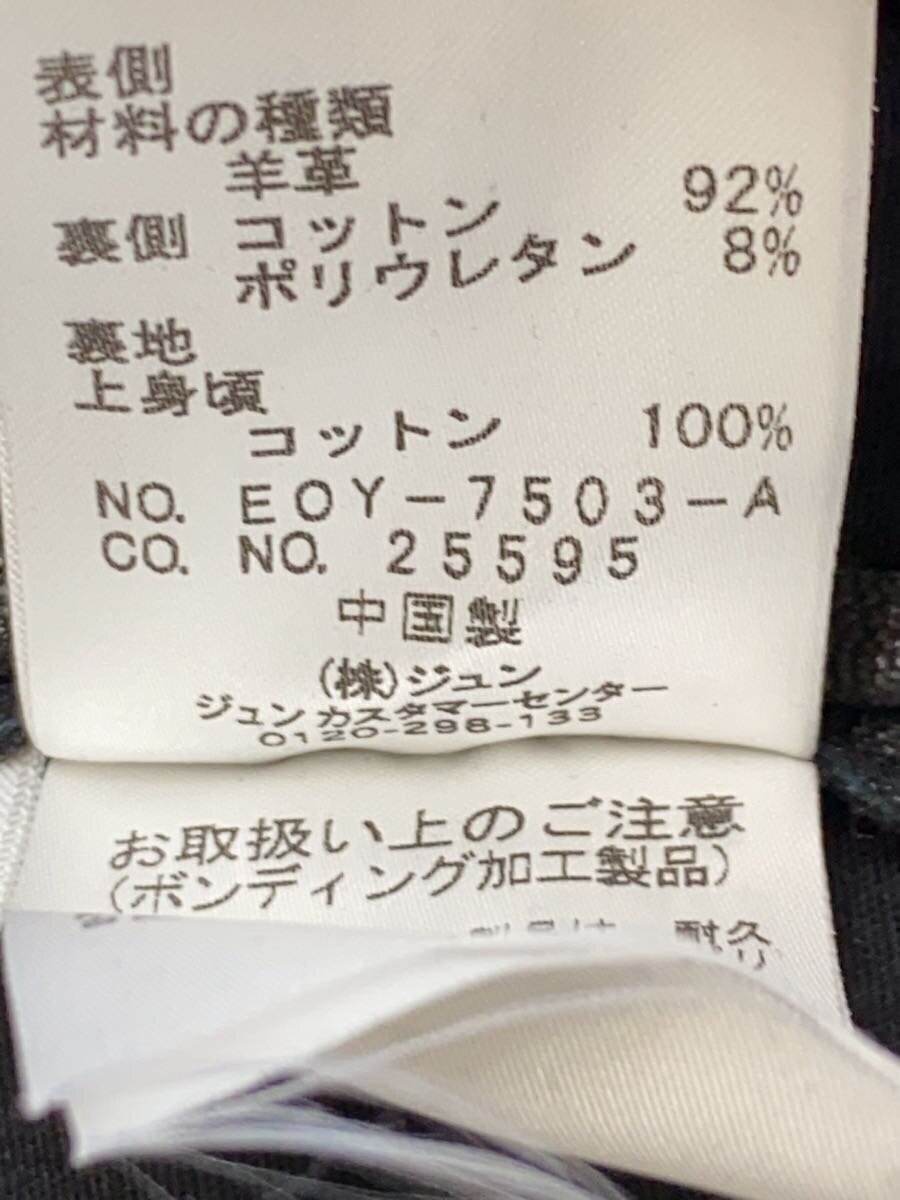 表側
材料の種類
羊革
裏側 コットン 92%
ポリウレタン 8%
裏地
上身頃
コットン 100%
NO. EOY-7503-A
CO. NO. 25595
中国製
(株)ジュン
ジュンカスタマーセンター
0120-298-133
お取扱い上のご注意
(ボンディング加工製品)
耐久